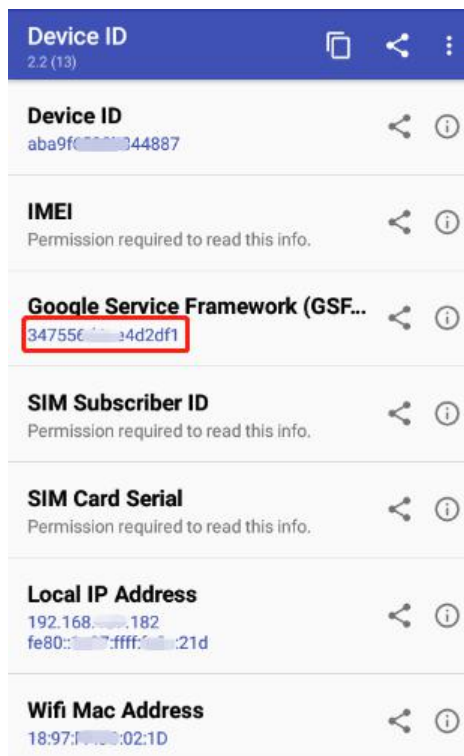 Device ID
2.2 (13)
Device ID
aba9f 344887
IMEI
Permission required to read this info.
Google Service Framework (GSF...
347556 e4d2df1
SIM Subscriber ID
Permission required to read this info.
SIM Card Serial
Permission required to read this info.
Local IP Address
192.168. .182
fe80:: :ffff: :21d
Wifi Mac Address
18:97: :02:1D